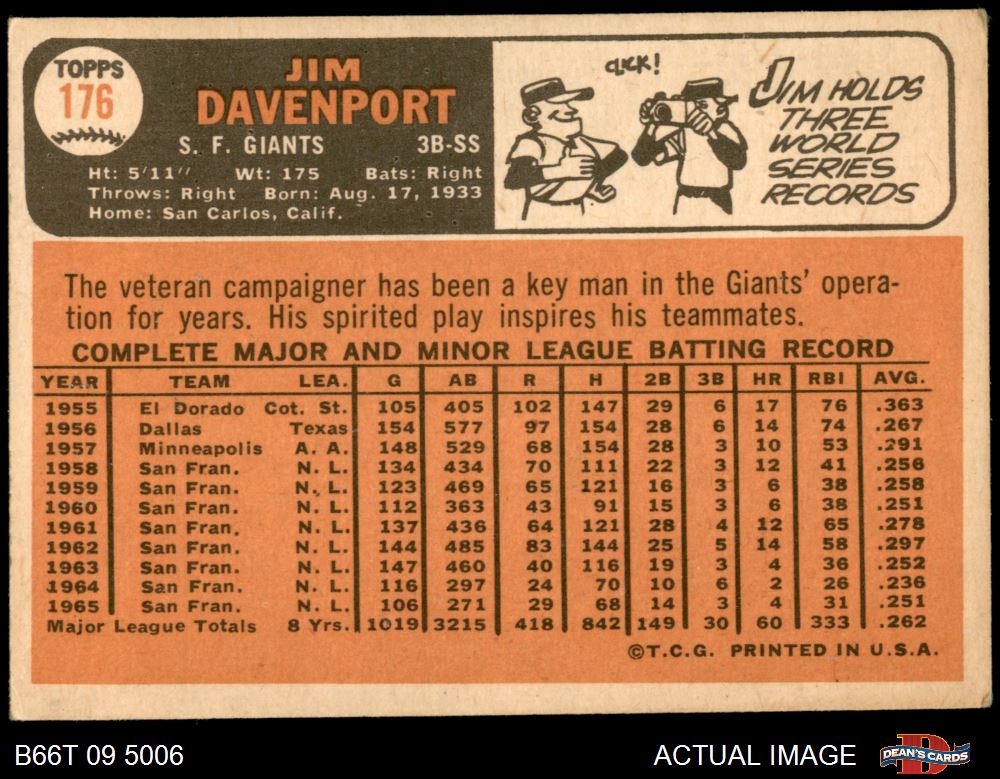 TOPPS
176
JIM
DAVENPORT
S. F. GIANTS 3B-SS
Ht: 5'11" Wt: 175 Bats: Right
Throws: Right Born: Aug. 17, 1933
Home: San Carlos, Calif.
CLICK!
JIM HOLDS
THREE
WORLD
SERIES
RECORDS
The veteran campaigner has been a key man in the Giants' opera-
tion for years. His spirited play inspires his teammates.
COMPLETE MAJOR AND MINOR LEAGUE BATTING RECORD
YEAR TEAM LEA. G AB R H 2B 3B HR RBI AVG.
1955 El Dorado Cot. St. 105 405 102 147 29 6 17 76 .363
1956 Dallas Texas 154 577 97 154 28 6 14 74 .267
1957 Minneapolis A. A. 148 529 68 154 28 3 10 53 .291
1958 San Fran. N. L. 134 434 70 111 22 3 12 41 .256
1959 San Fran. N. L. 123 469 65 121 16 3 6 38 .258
1960 San Fran. N. L. 112 363 43 91 15 3 6 38 .251
1961 San Fran. N. L. 137 436 64 121 28 4 12 65 .278
1962 San Fran. N. L. 144 485 83 144 25 5 14 58 .297
1963 San Fran. N. L. 147 460 40 116 19 3 4 36 .252
1964 San Fran. N. L. 116 297 24 70 10 6 2 26 .236
1965 San Fran. N. L. 106 271 29 68 14 3 4 31 .251
Major League Totals 8 Yrs. 1019 3215 418 842 149 30 60 333 .262
©T.C.G. PRINTED IN U.S.A.
B66T 09 5006 ACTUAL IMAGE DEAN'S CARDS